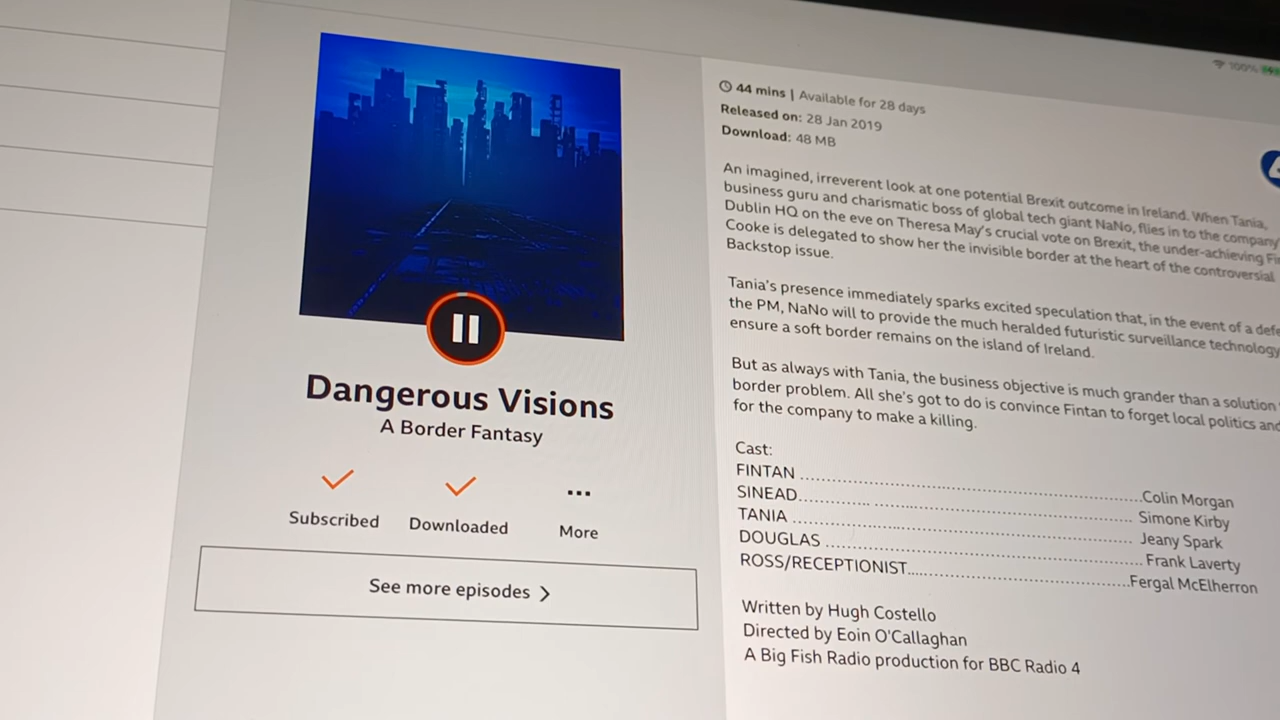 Dangerous Visions
A Border Fantasy
Subscribed
Downloaded
... More
See more episodes >
100%
44 mins | Available for 28 days
Released on: 28 Jan 2019
Download: 48 MB
An imagined, irreverent look at one potential Brexit outcome in Ireland. When Tania,
business guru and charismatic boss of global tech giant NaNo, flies in to the company
Dublin HQ on the eve on Theresa May's crucial vote on Brexit, the under-achieving
Cooke is delegated to show her the invisible border at the heart of the controversial
Backstop issue.
Tania's presence immediately sparks excited speculation that, in the event of a
the PM, NaNo will to provide the much heralded futuristic surveillance technology
ensure a soft border remains on the island of Ireland.
But as always with Tania, the business objective is much grander than a solution
border problem. All she's got to do is convince Fintan to forget local politics and
for the company to make a killing.
Cast:
FINTAN ........................................................Colin Morgan
SINEAD.............. ............................................. Simone Kirby
TANIA ........................................................... Jeany Spark
DOUGLAS ....................................................... Frank Laverty
ROSS/RECEPTIONIST.............................................Fergal McElherron
Written by Hugh Costello
Directed by Eoin O'Callaghan
A Big Fish Radio production for BBC Radio 4